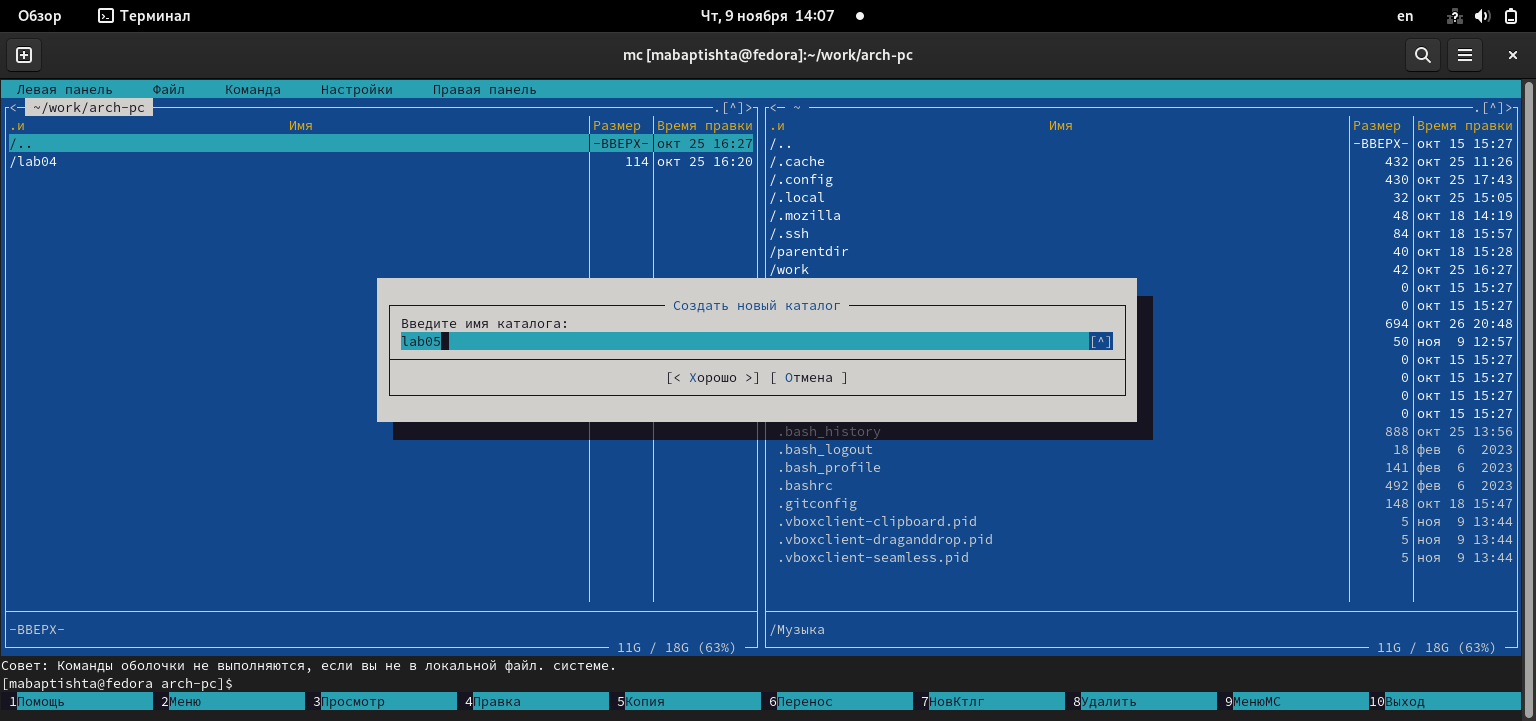 Обзор Терминал Чт, 9 ноября 14:07 en
mc [mabaptishta@fedora]:~/work/arch-pc
Левая панель Файл Команда Настройки Правая панель
<─ ~/work/arch-pc .[^]> <─ ~ .[^]>
.и Имя Размер Время правки .и Имя Размер Время правки
/.. -ВВЕРХ- окт 25 16:27 /.. -ВВЕРХ- окт 15 15:27
/lab04 114 окт 25 16:20 /.cache 432 окт 25 11:26
/.config 430 окт 25 17:43
/.local 32 окт 25 15:05
/.mozilla 48 окт 18 14:19
/.ssh 84 окт 18 15:57
/parentdir 40 окт 18 15:28
/work 42 окт 25 16:27
0 окт 15 15:27
Создать новый каталог 0 окт 15 15:27
Введите имя каталога: 694 окт 26 20:48
lab05 [^] 50 ноя 9 12:57
0 окт 15 15:27
[< Хорошо >] [ Отмена ] 0 окт 15 15:27
0 окт 15 15:27
0 окт 15 15:27
.bash_history 888 окт 25 13:56
.bash_logout 18 фев 6 2023
.bash_profile 141 фев 6 2023
.bashrc 492 фев 6 2023
.gitconfig 148 окт 18 15:47
.vboxclient-clipboard.pid 5 ноя 9 13:44
.vboxclient-draganddrop.pid 5 ноя 9 13:44
.vboxclient-seamless.pid 5 ноя 9 13:44
-ВВЕРХ- /Музыка
11G / 18G (63%) 11G / 18G (63%)
Совет: Команды оболочки не выполняются, если вы не в локальной файл. системе.
[mabaptishta@fedora arch-pc]$
1Помощь 2Меню 3Просмотр 4Правка 5Копия 6Перенос 7НовКтлг 8Удалить 9МенюMC 10Выход